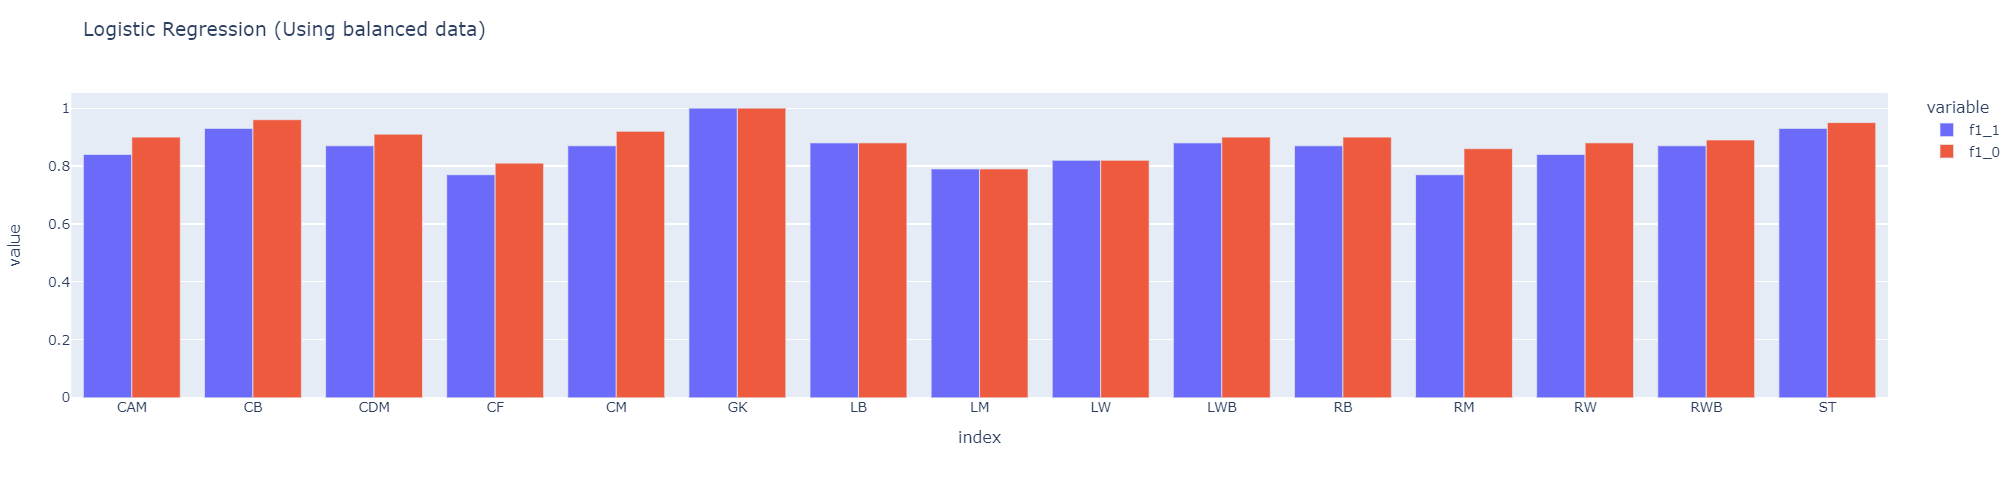 Logistic Regression (Using balanced data)
variable
f1_1
f1_0
value
1
0.8
0.6
0.4
0.2
0
CAM CB CDM CF CM GK LB LM LW LWB RB RM RW RWB ST
index